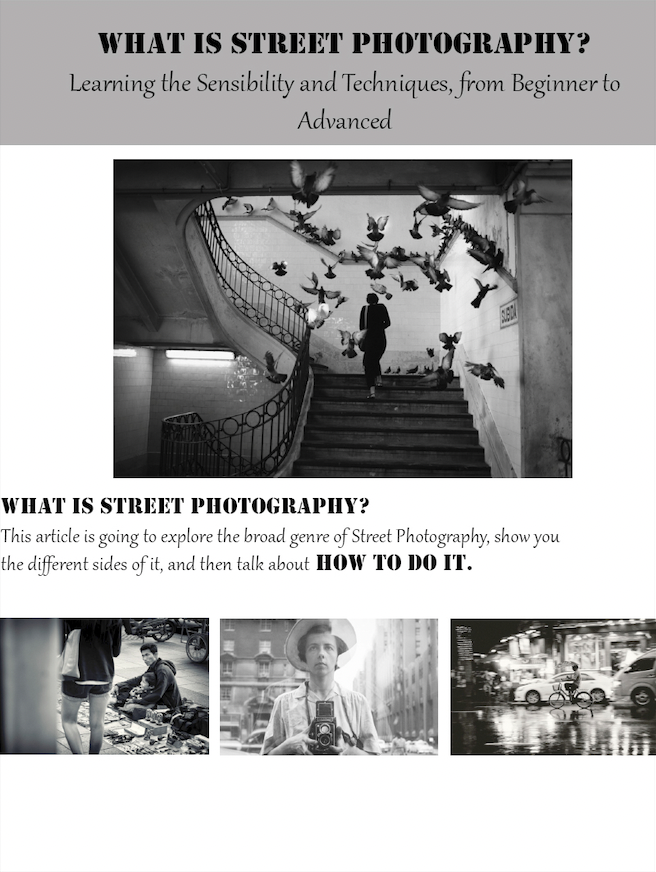 WHAT IS STREET PHOTOGRAPHY?
Learning the Sensibility and Techniques, from Beginner to
Advanced
WHAT IS STREET PHOTOGRAPHY?
This article is going to explore the broad genre of Street Photography, show you
the different sides of it, and then talk about HOW TO DO IT.